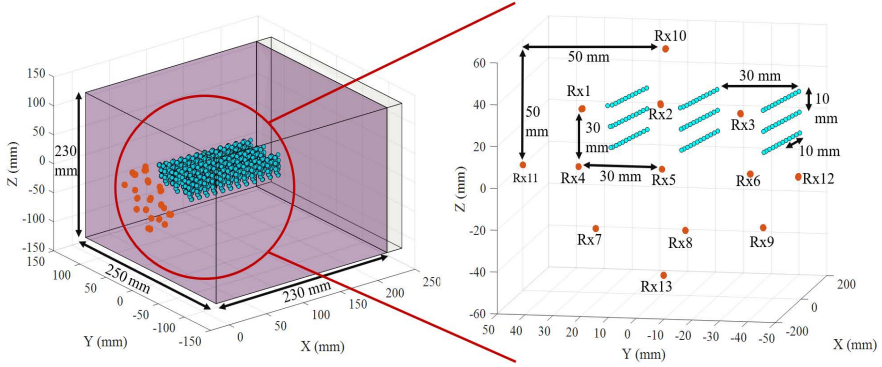 150
100
50
0
-50
-100
-150
Z (mm)
230
mm
150
100
50
0
-50
-100
-150
Y (mm)
250 mm
230 mm
0
50
100
150
200
250
X (mm)
60
40
20
0
-20
-40
-60
Z (mm)
Rx10
50 mm
30 mm
Rx1
Rx2
Rx3
10
mm
50
mm
30
mm
10 mm
Rx11
Rx4
30 mm
Rx5
Rx6
Rx12
Rx7
Rx8
Rx9
Rx13
50
40
30
20
10
0
-10
-20
-30
-40
-50
Y (mm)
200
0
-200
X (mm)